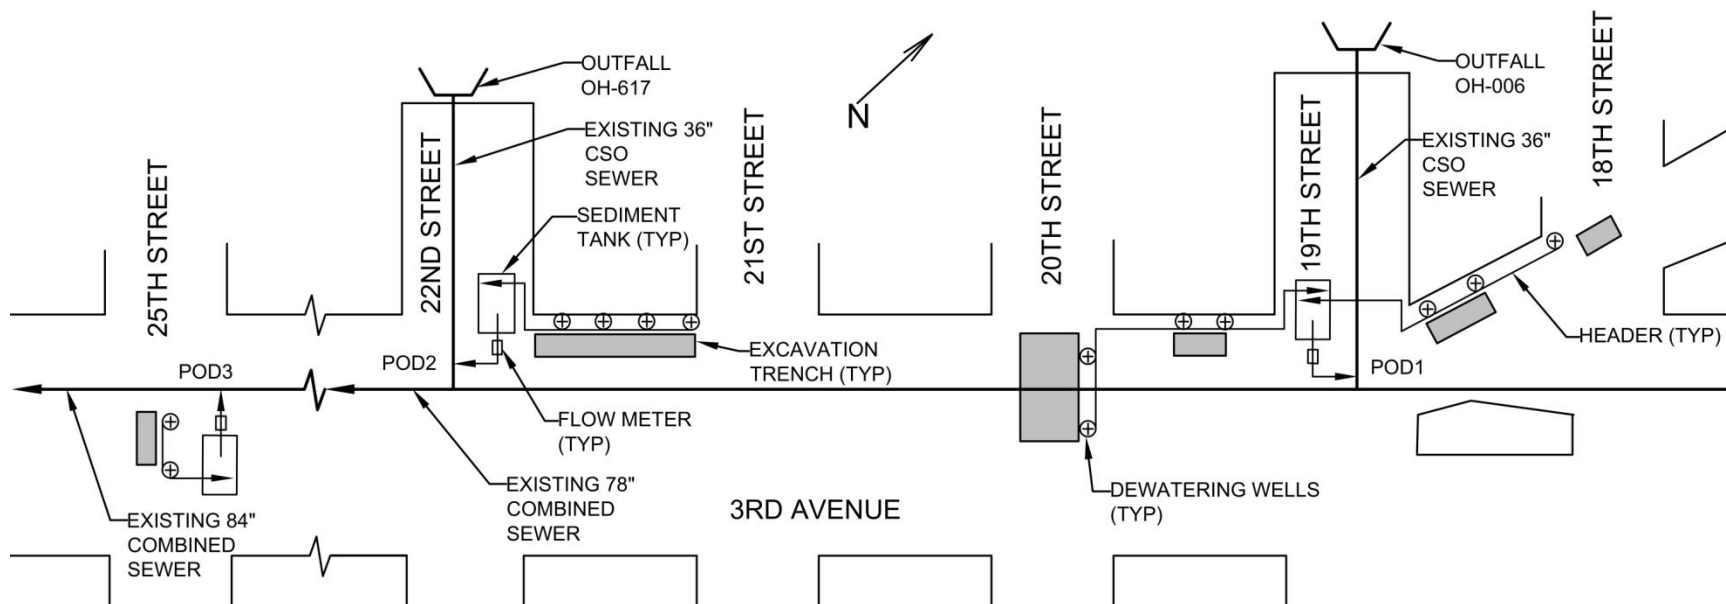 OUTFALL
OH-617
EXISTING 36"
CSO
SEWER
SEDIMENT
TANK (TYP)
25TH STREET
22ND STREET
21ST STREET
N
20TH STREET
19TH STREET
OUTFALL
OH-006
EXISTING 36"
CSO
SEWER
18TH STREET
HEADER (TYP)
POD3
POD2
EXCAVATION
TRENCH (TYP)
POD1
FLOW METER
(TYP)
EXISTING 84"
COMBINED
SEWER
EXISTING 78"
COMBINED
SEWER
3RD AVENUE
DEWATERING WELLS
(TYP)